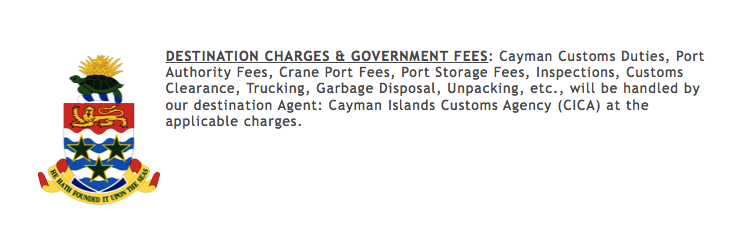 DESTINATION CHARGES & GOVERNMENT FEES: Cayman Customs Duties, Port
Authority Fees, Crane Port Fees, Port Storage Fees, Inspections, Customs
Clearance, Trucking, Garbage Disposal, Unpacking, etc., will be handled by
our destination Agent: Cayman Islands Customs Agency (CICA) at the
applicable charges.
HE HATH FOUNDED IT UPON THE SEAS